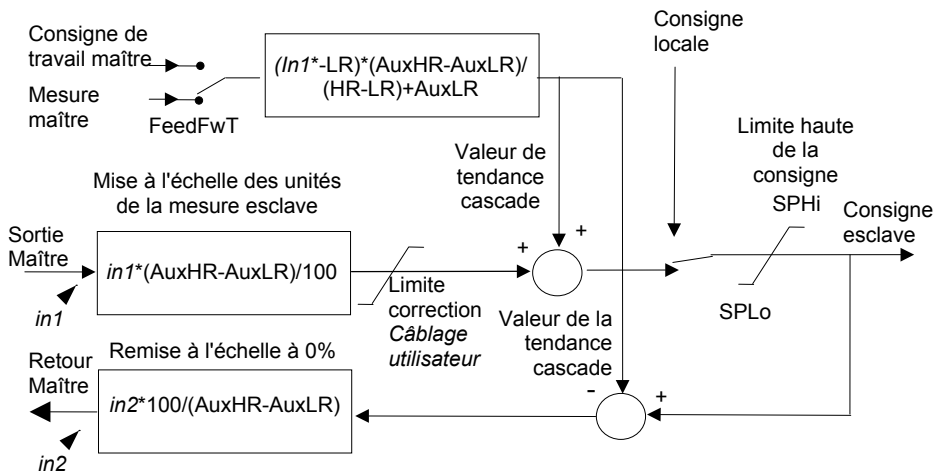 Consigne de
travail maître
Mesure
maître
FeedFwT
(In1*-LR)*(AuxHR-AuxLR)/
(HR-LR)+AuxLR
Consigne
locale
Limite haute
de la
consigne
SPHi
Consigne
esclave
Valeur de
tendance
cascade
Mise à l'échelle des unités
de la mesure esclave
Sortie
Maître
in1*(AuxHR-AuxLR)/100
in1
+
+
Limite
correction
Câblage
utilisateur
SPLo
Valeur de la
tendance
cascade
Retour
Maître
Remise à l'échelle à 0%
in2*100/(AuxHR-AuxLR)
in2
-
+